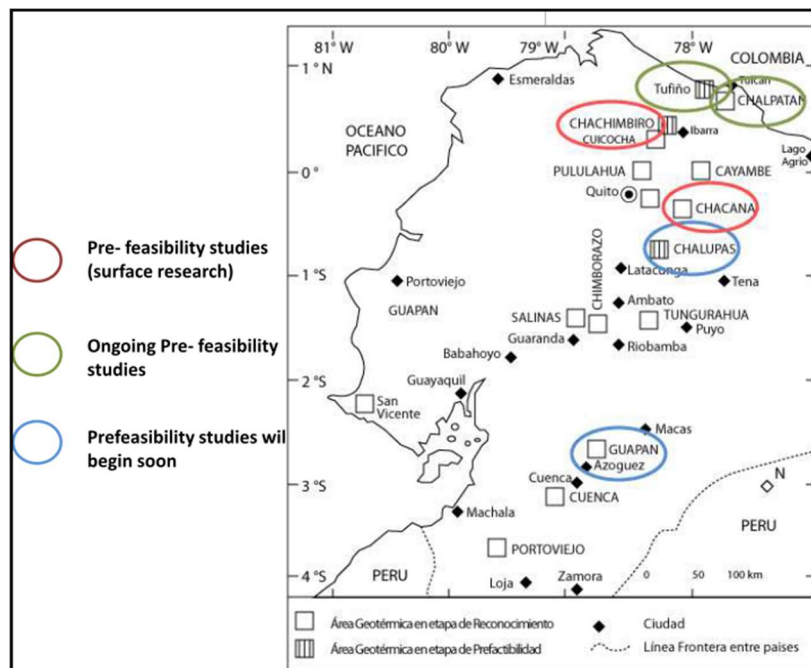 81° W
80° W
79° W
78° W
1° N
0°
1°S
2°S
3°S
4°S
COLOMBIA
Esmeraldas
Tufiño
Tulcan
CHALPATAN
OCEANO
PACIFICO
CHACHIMBIRO
CUICOCHA
Ibarra
Lago
Agrio
PULULAHUA
CAYAMBE
Quito
CHACANA
CHALUPAS
Pre- feasibility studies
(surface research)
Portoviejo
GUAPAN
CHIMBORAZO
Latacunga
Tena
Ambato
SALINAS
TUNGURAHUA
Puyo
Guaranda
Riobamba
Babahoyo
Ongoing Pre- feasibility
studies
Guayaquil
San
Vicente
Prefeasibility studies wil
begin soon
Macas
GUAPAN
Azoguez
Cuenca
CUENCA
N
Machala
PERU
PORTOVIEJO
PERU
Loja
Zamora
0 50 100 km
Área Geotérmica en etapa de Reconocimiento
Ciudad
Área Geotérmica en etapa de Prefactibilidad
Línea Frontera entre paises